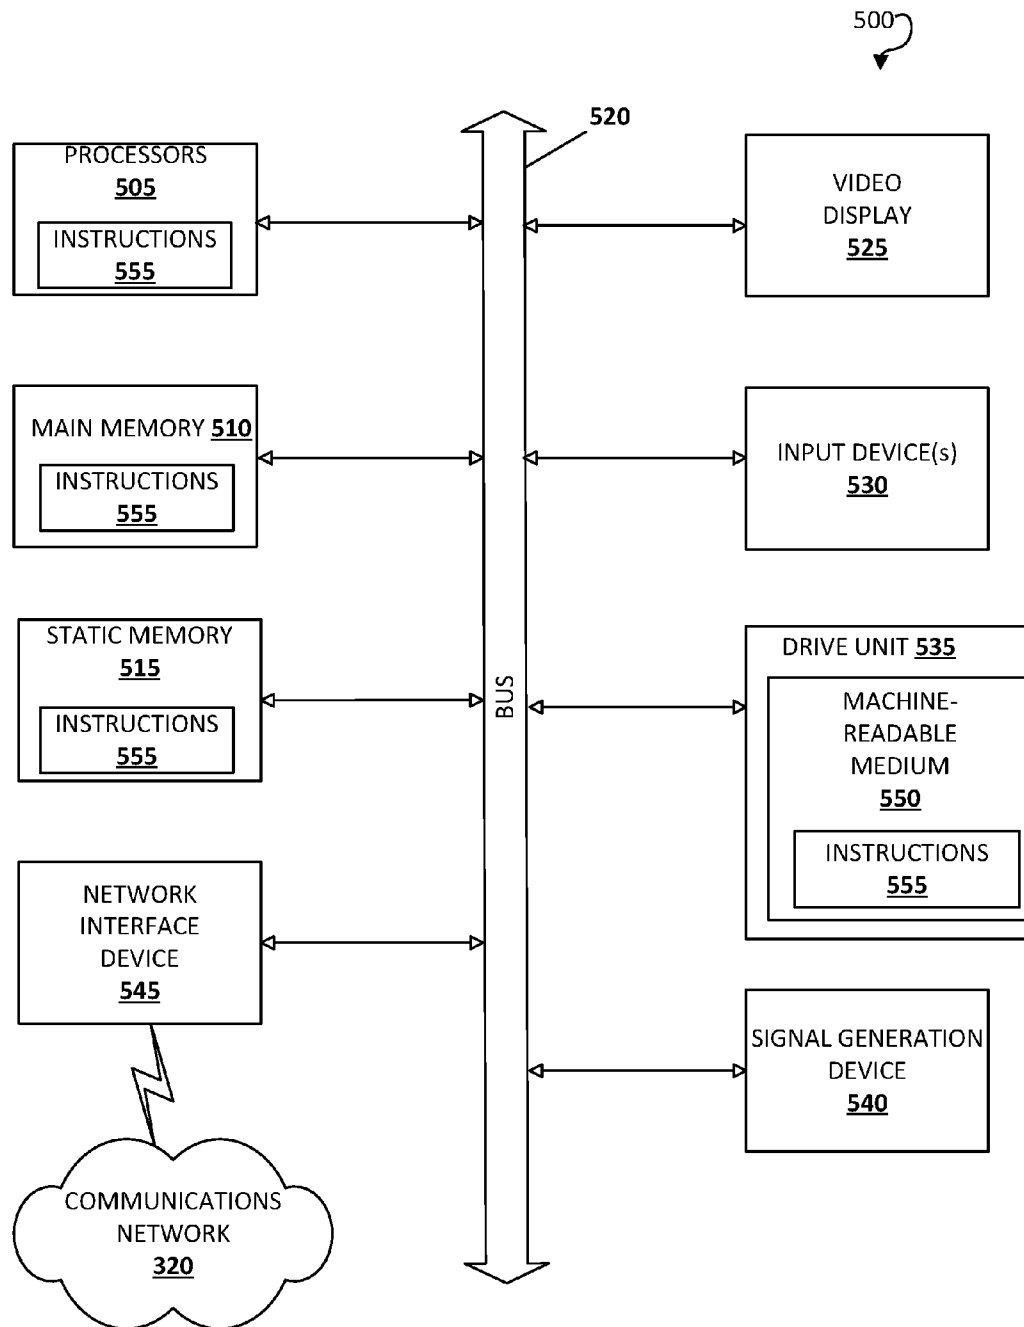 500
520
PROCESSORS
505
INSTRUCTIONS
555
MAIN MEMORY 510
INSTRUCTIONS
555
STATIC MEMORY
515
INSTRUCTIONS
555
NETWORK
INTERFACE
DEVICE
545
COMMUNICATIONS
NETWORK
320
BUS
VIDEO
DISPLAY
525
INPUT DEVICE(s)
530
DRIVE UNIT 535
MACHINE-
READABLE
MEDIUM
550
INSTRUCTIONS
555
SIGNAL GENERATION
DEVICE
540